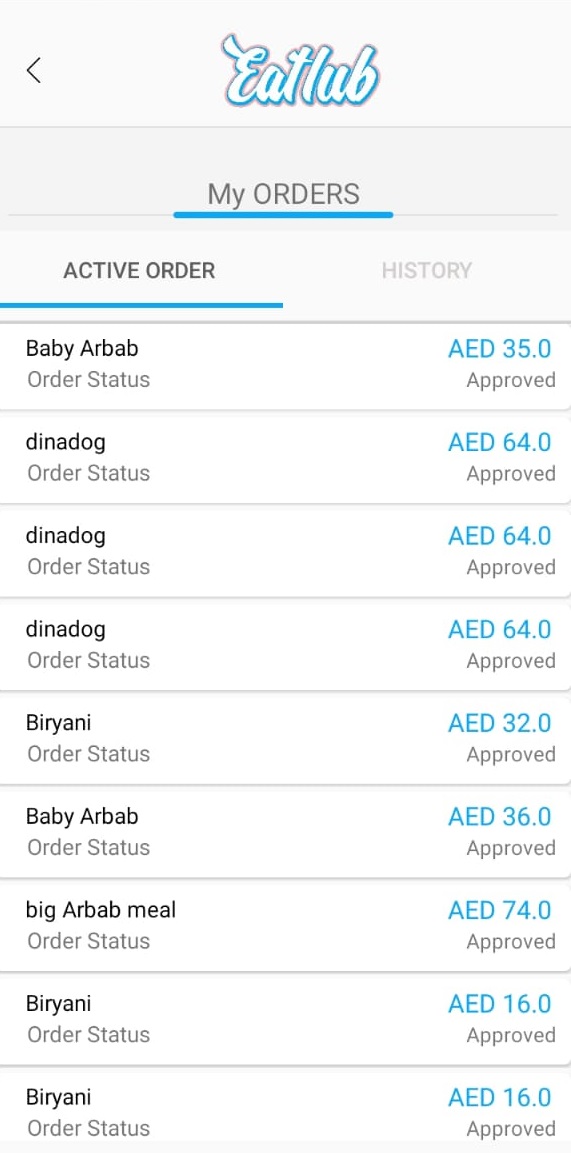 EatHub
My ORDERS
ACTIVE ORDER HISTORY
Baby Arbab AED 35.0
Order Status Approved
dinadog AED 64.0
Order Status Approved
dinadog AED 64.0
Order Status Approved
dinadog AED 64.0
Order Status Approved
Biryani AED 32.0
Order Status Approved
Baby Arbab AED 36.0
Order Status Approved
big Arbab meal AED 74.0
Order Status Approved
Biryani AED 16.0
Order Status Approved
Biryani AED 16.0
Order Status Approved